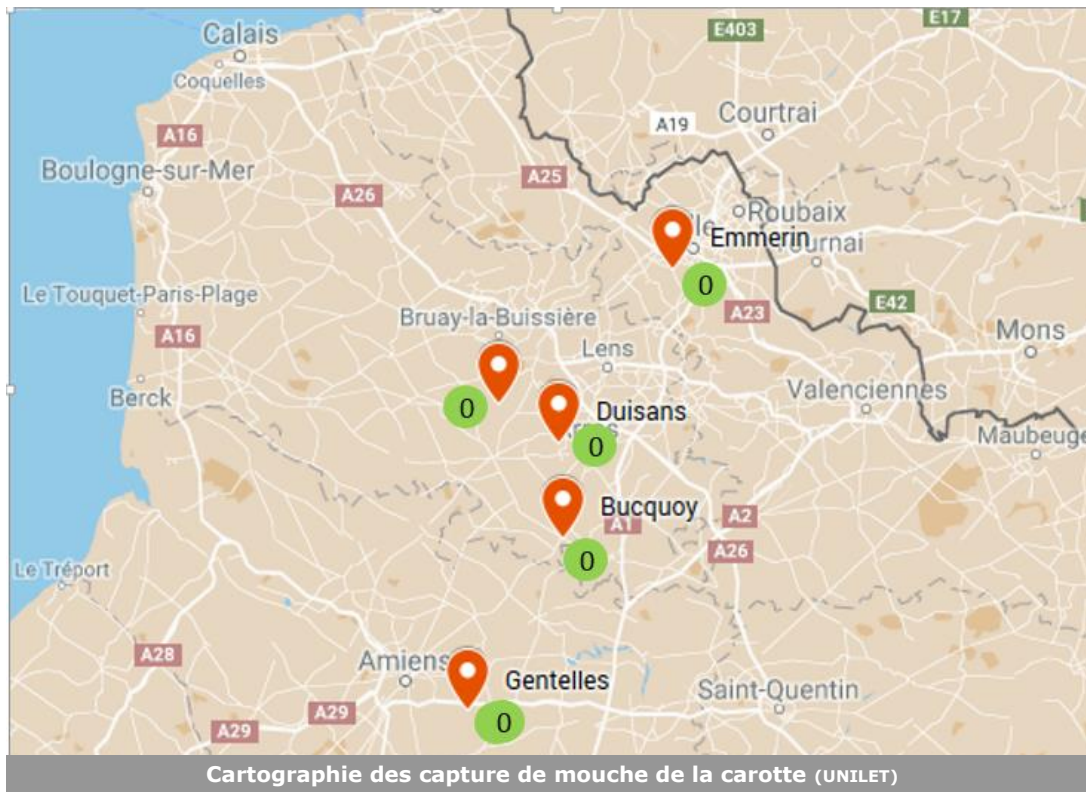 E17
E403
Calais
Coquelles
Courtrai
A19
A16
Boulogne-sur-Mer
A25
A26
Roubaix
Emmerin
0
Le Touquet-Paris-Plage
E42
A23
Bruay-la-Buissière
A16
Lens
Mons
Valenciennes
Berck
0
Duisans
0
Maubeuge
Bucquoy
A1
A2
0
A26
Le Tréport
A28
Amiens
Gentelles
Saint-Quentin
0
A29
A29
Cartographie des capture de mouche de la carotte (UNILET)